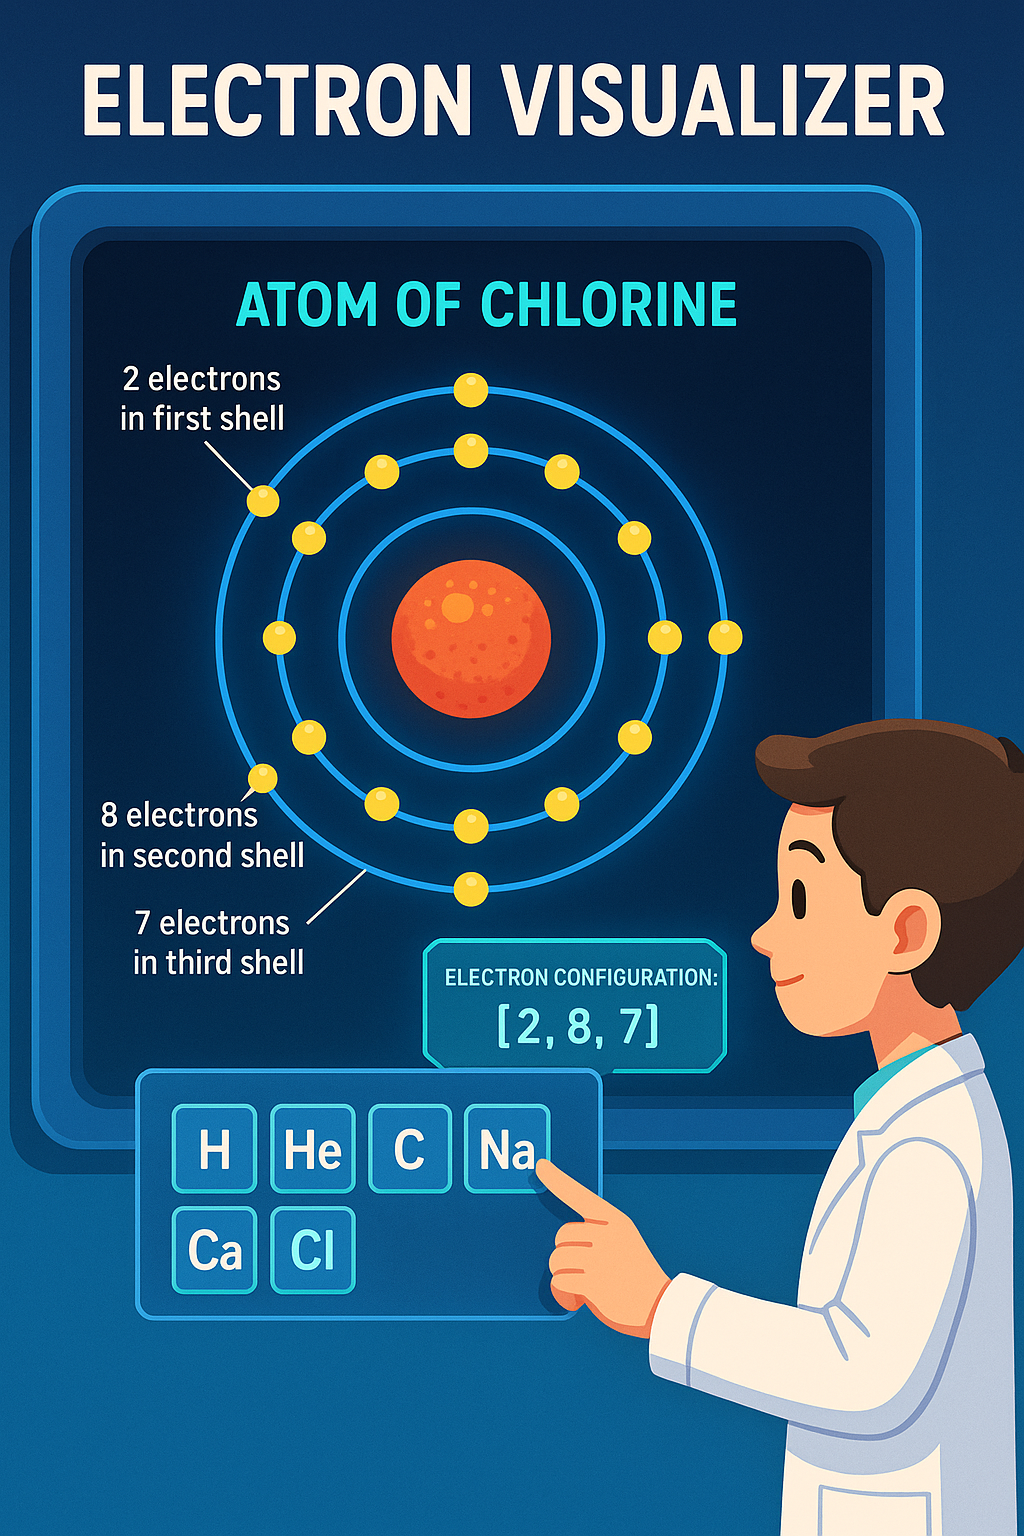 ELECTRON VISUALIZER
ATOM OF CHLORINE
2 electrons
in first shell
8 electrons
in second shell
7 electrons
in third shell
ELECTRON CONFIGURATION:
[2, 8, 7]
H He C Na
Ca Cl